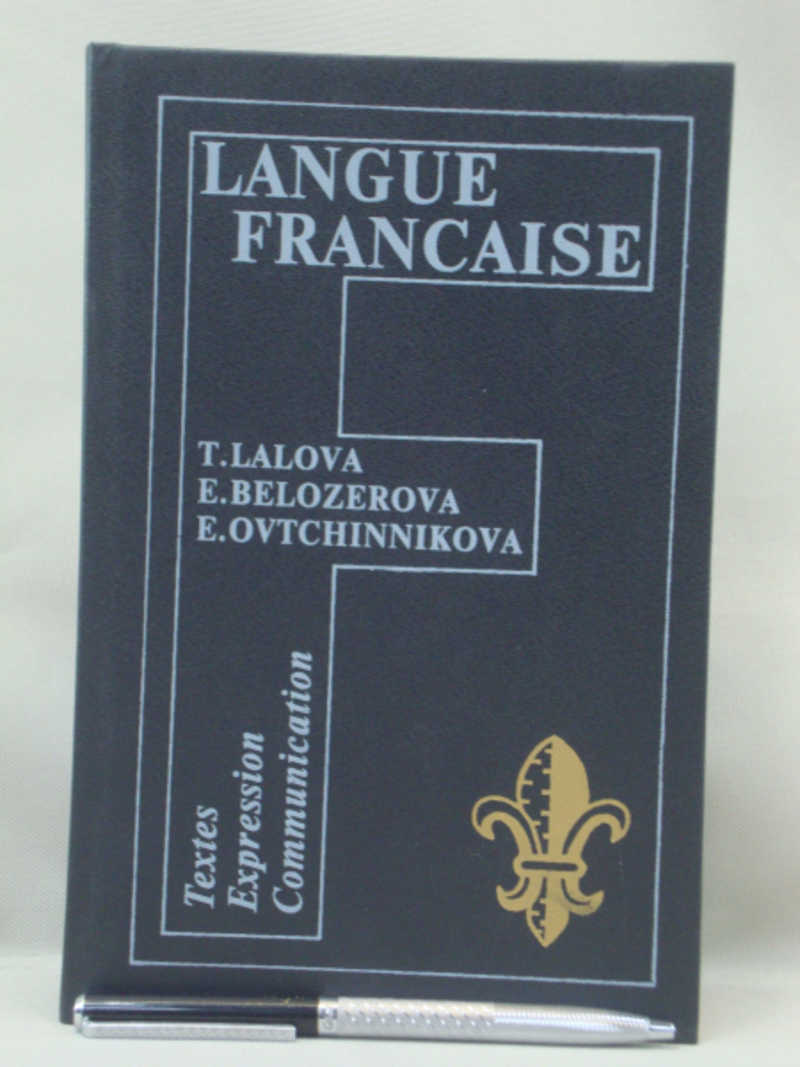 LANGUE
FRANCAISE
T.LALOVA
E.BELOZEROVA
E.OVTCHINNIKOVA
Textes
Expression
Communication